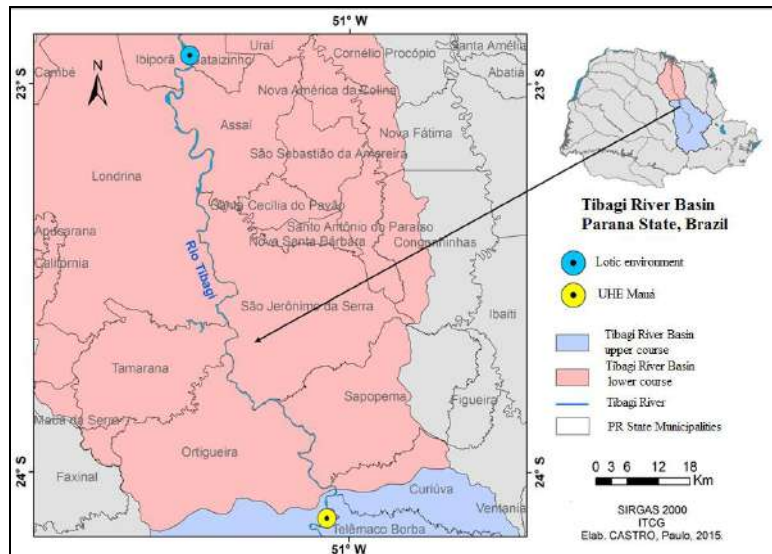 51° W
Uraí
Cornélio Procópio
Santa Amélia
Ibiporã
Jataizinho
Cambé
Abatiá
N
23° S
23° S
Nova América da Colina
Assaí
Nova Fátima
São Sebastião da Amoreira
Londrina
Santa Cecília do Pavão
Santo Antônio do Paraíso
Apucarana
Nova Santa Bárbara
Congonhinhas
California
Rio Tibagi
São Jerônimo da Serra
Ibaiti
Tamarana
Sapopema
Figueira
Ortigueira
Faxinal
24° S
24° S
Curiúva
Ventania
Telêmaco Borba
51° W
Tibagi River Basin
Parana State, Brazil
Lotic environment
UHE Mauá
Tibagi River Basin
upper course
Tibagi River Basin
lower course
Tibagi River
PR State Municipalities
0 3 6 12 18
Km
SIRGAS 2000
ITCG
Elab. CASTRO, Paulo, 2015.